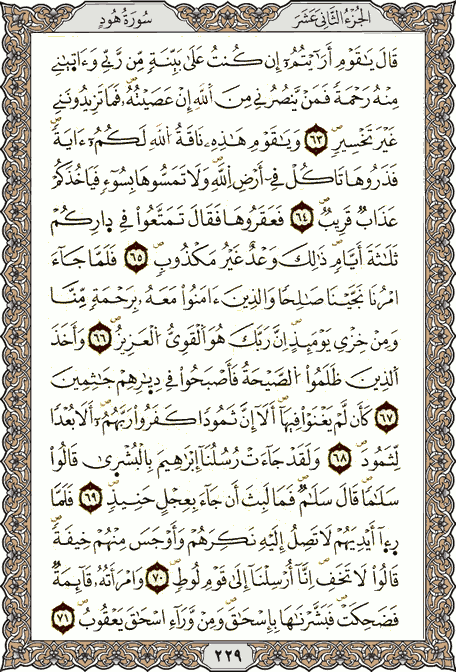 الجزء الثاني عشر
سورة هود
قَالَ يَٰقَوْمِ أَرَءَيْتُمْ إِن كُنتُ عَلَىٰ بَيِّنَةٍ مِّن رَّبِّي وَءَاتَىٰنِي
مِنْهُ رَحْمَةً فَمَن يَنصُرُنِي مِنَ ٱللَّهِ إِنْ عَصَيْتُهُۥ فَمَا تَزِيدُونَنِي
غَيْرَ تَخْسِيرٍ ٦٣ وَيَٰقَوْمِ هَٰذِهِۦ نَاقَةُ ٱللَّهِ لَكُمْ ءَايَةً
فَذَرُوهَا تَأْكُلْ فِيٓ أَرْضِ ٱللَّهِ وَلَا تَمَسُّوهَا بِسُوٓءٍ فَيَأْخُذَكُمْ
عَذَابٌ قَرِيبٌ ٦٤ فَعَقَرُوهَا فَقَالَ تَمَتَّعُوا۟ فِي دَارِكُمْ
ثَلَٰثَةَ أَيَّامٍ ذَٰلِكَ وَعْدٌ غَيْرُ مَكْذُوبٍ ٦٥ فَلَمَّا جَآءَ
امْرُنَا نَجَّيْنَا صَٰلِحًا وَٱلَّذِينَ ءَامَنُوا مَعَهُۥ بِرَحْمَةٍ مِّنَّا
وَمِنْ خِزْيِ يَوْمِئِذٍ إِنَّ رَبَّكَ هُوَ ٱلْقَوِيُّ ٱلْعَزِيزُ ٦٦ وَأَخَذَ
ٱلَّذِينَ ظَلَمُوا۟ ٱلصَّيْحَةُ فَأَصْبَحُوا۟ فِي دِيَٰرِهِمْ جَٰثِمِينَ
٦٧ كَأَن لَّمْ يَغْنَوْا۟ فِيهَآ أَلَآ إِنَّ ثَمُودًا كَفَرُوا۟ رَبَّهُمْ أَلَا بُعْدًا
لِّثَمُودَ ٦٨ وَلَقَدْ جَآءَتْ رُسُلُنَآ إِبْرَٰهِيمَ بِٱلْبُشْرَىٰ قَالُوا۟
سَلَٰمًا قَالَ سَلَٰمٌ فَمَا لَبِثَ أَن جَآءَ بِعِجْلٍ حَنِيذٍ ٦٩ فَلَمَّا
رَءَآ أَيْدِيَهُمْ لَا تَصِلُ إِلَيْهِ نَكِرَهُمْ وَأَوْجَسَ مِنْهُمْ خِيفَةً
قَالُوا۟ لَا تَخَفْ إِنَّآ أُرْسِلْنَآ إِلَىٰ قَوْمِ لُوطٍ ٧٠ وَٱمْرَأَتُهُۥ قَآئِمَةٌ
فَضَحِكَتْ فَبَشَّرْنَٰهَا بِإِسْحَٰقَ وَمِن وَرَآءِ اسْحَٰقَ يَعْقُوبُ ٧١
٢٢٩